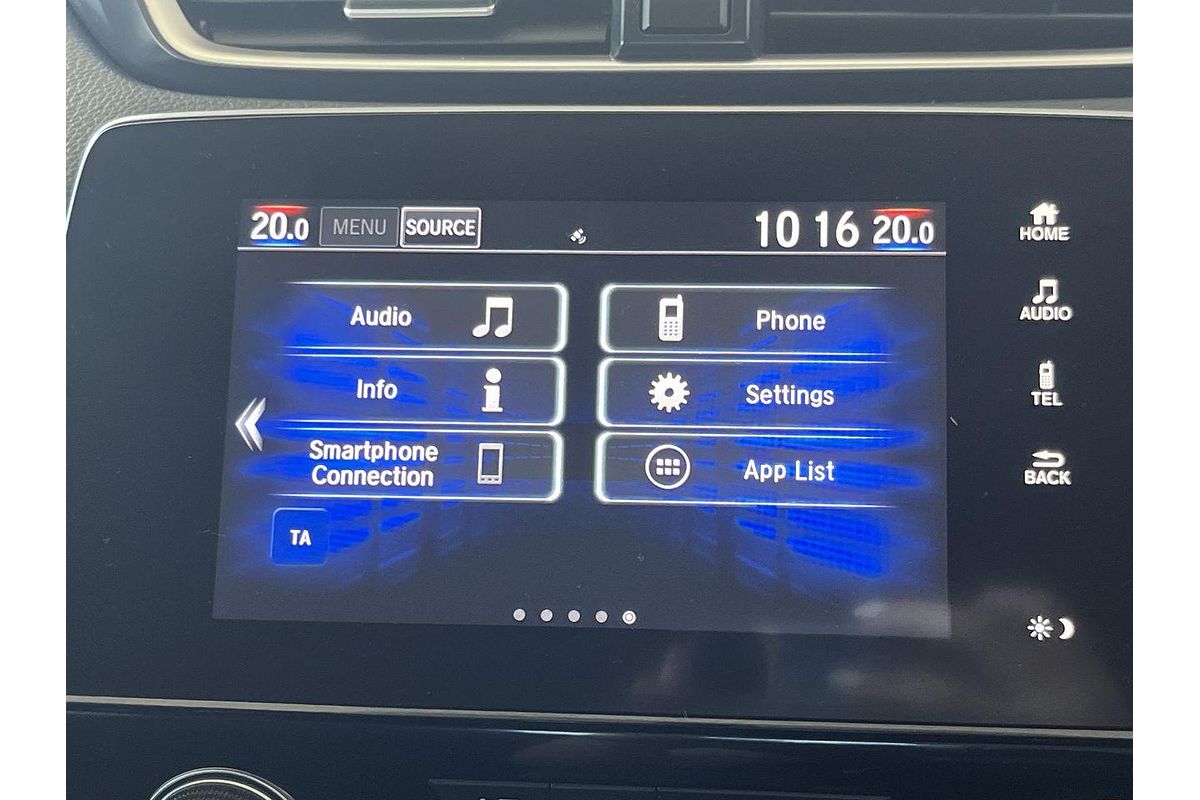 20.0 MENU SOURCE 10 16 20.0
HOME
Audio
Phone
AUDIO
Info
Settings
TEL
Smartphone
Connection
App List
BACK
TA